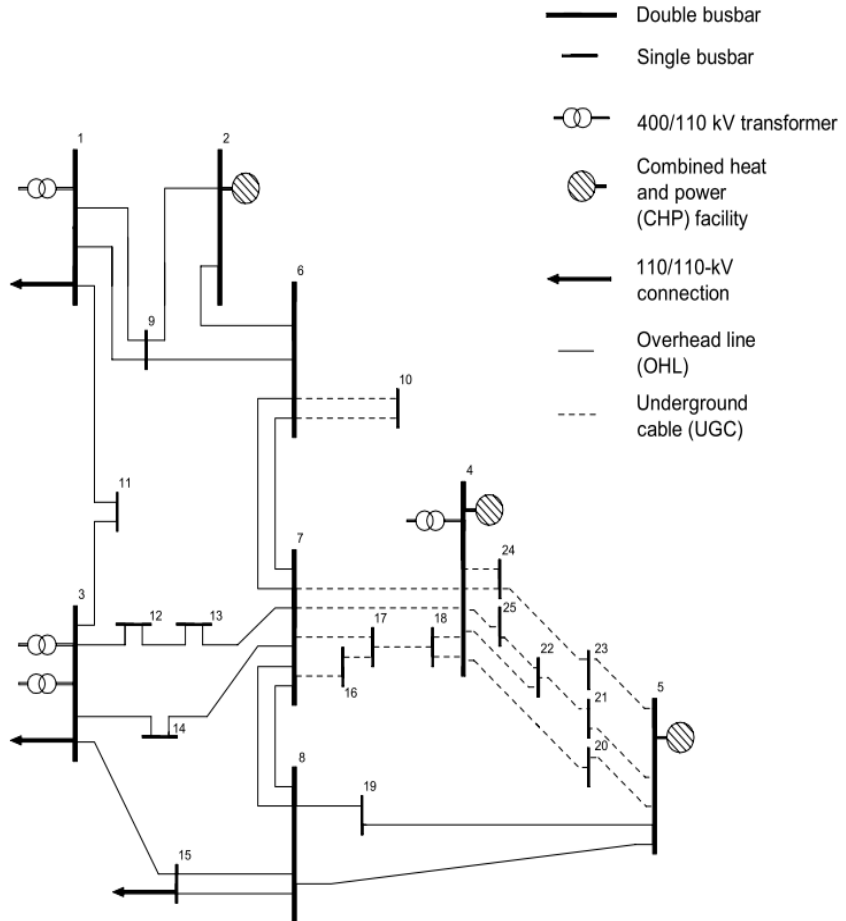 Double busbar
Single busbar
400/110 kV transformer
Combined heat
and power
(CHP) facility
110/110-kV
connection
Overhead line
(OHL)
Underground
cable (UGC)
1
2
6
9
10
11
4
7
24
3
12
13
17
18
25
22
23
16
5
21
14
20
8
19
15